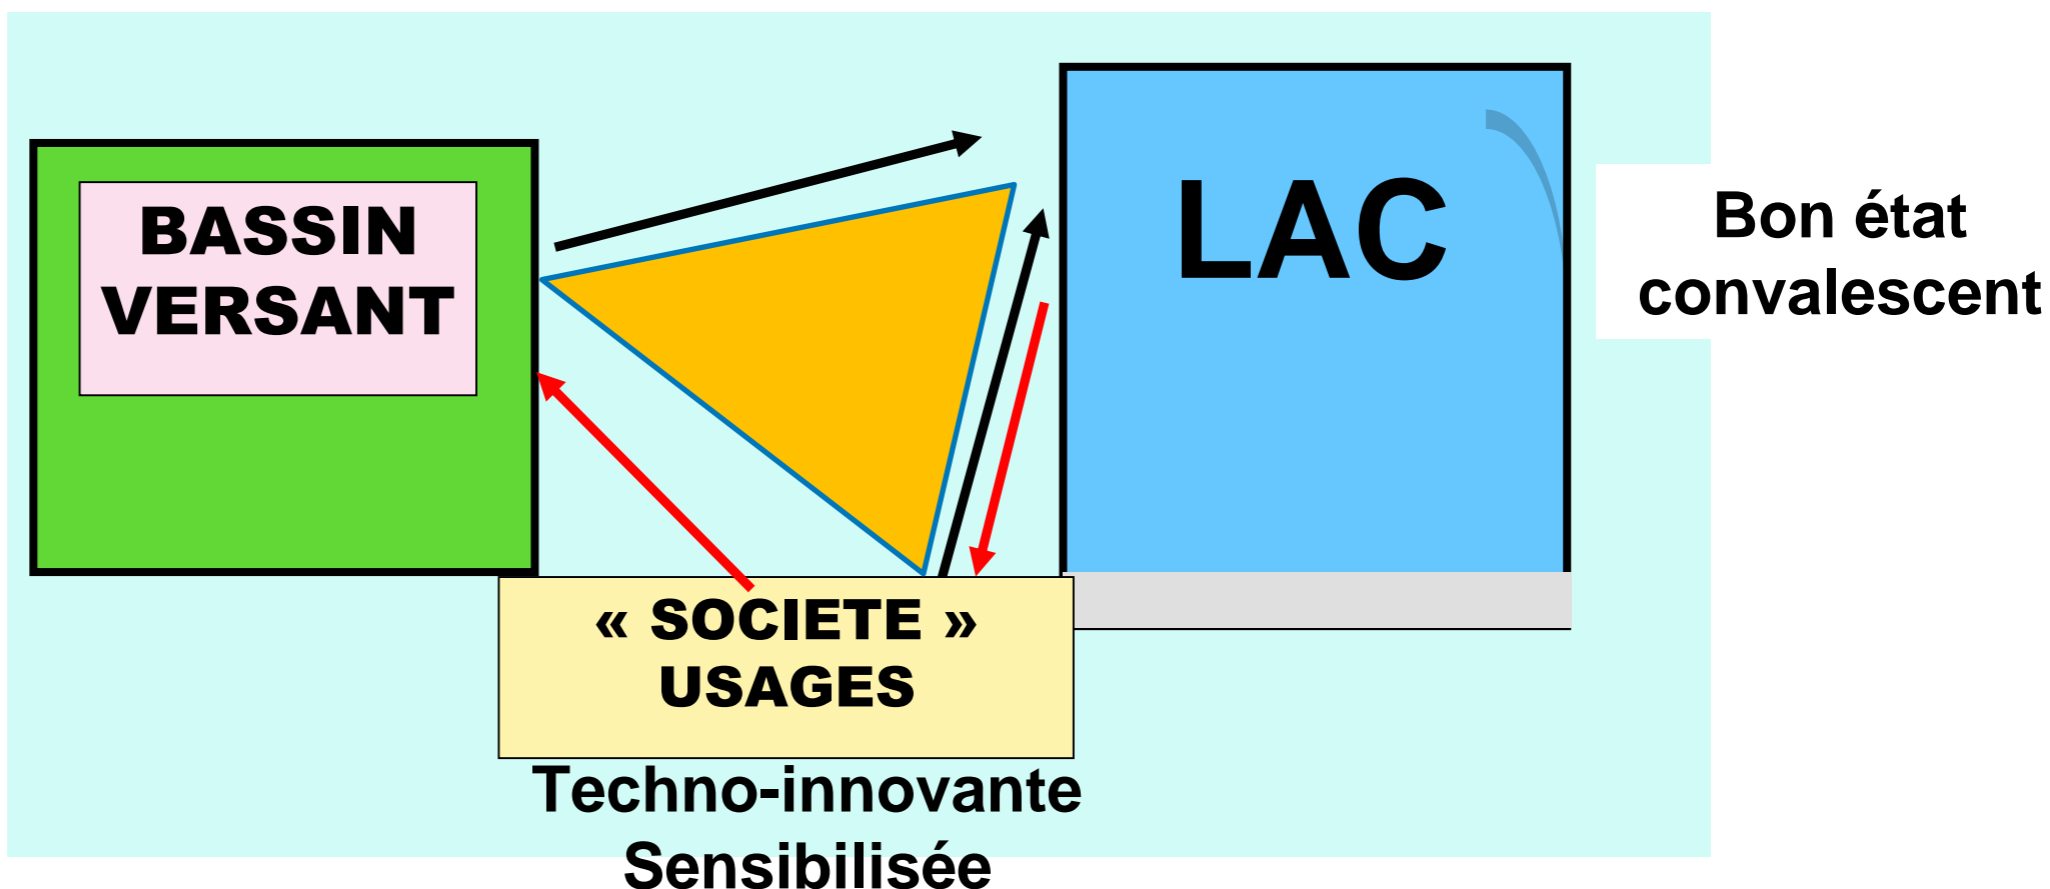 BASSIN
VERSANT
LAC
Bon état
convalescent
« SOCIETE »
USAGES
Techno-innovante
Sensibilisée